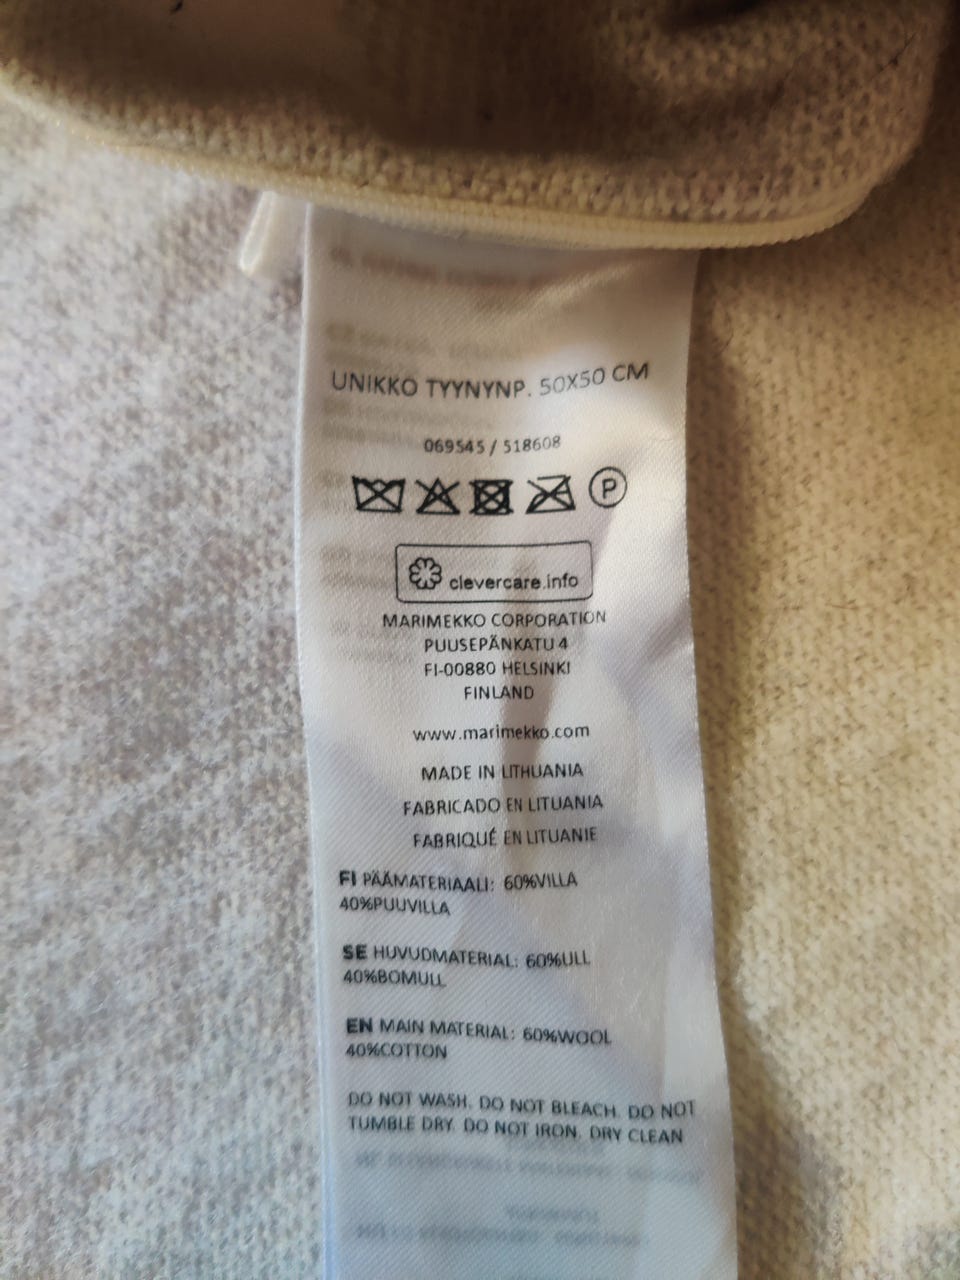 UNIKKO TYYNYNP. 50X50 CM
069545 / 518608
P
clevercare.info
MARIMEKKO CORPORATION
PUUSEPÄNKATU 4
FI-00880 HELSINKI
FINLAND
www.marimekko.com
MADE IN LITHUANIA
FABRICADO EN LITUANIA
FABRIQUÉ EN LITUANIE
FI PÄÄMATERIAALI: 60%VILLA
40%PUUVILLA
SE HUVUDMATERIAL: 60%ULL
40%BOMULL
EN MAIN MATERIAL: 60%WOOL
40%COTTON
DO NOT WASH. DO NOT BLEACH. DO NOT
TUMBLE DRY. DO NOT IRON. DRY CLEAN